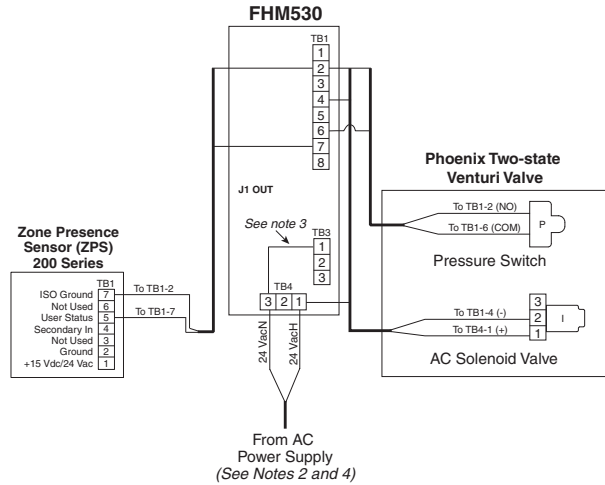 FHM530
TB1
1
2
3
4
5
6
7
8
J1 OUT
See note 3
TB3
1
2
3
TB4
3 2 1
24 VacN
24 VacH
From AC
Power Supply
(See Notes 2 and 4)
Zone Presence
Sensor (ZPS)
200 Series
TB1
ISO Ground 7
Not Used 6
User Status 5
Secondary In 4
Not Used 3
Ground 2
+15 Vdc/24 Vac 1
To TB1-2
To TB1-7
Phoenix Two-state
Venturi Valve
To TB1-2 (NO)
To TB1-6 (COM)
P
Pressure Switch
To TB1-4 (-)
To TB4-1 (+)
3
2
1
I
AC Solenoid Valve